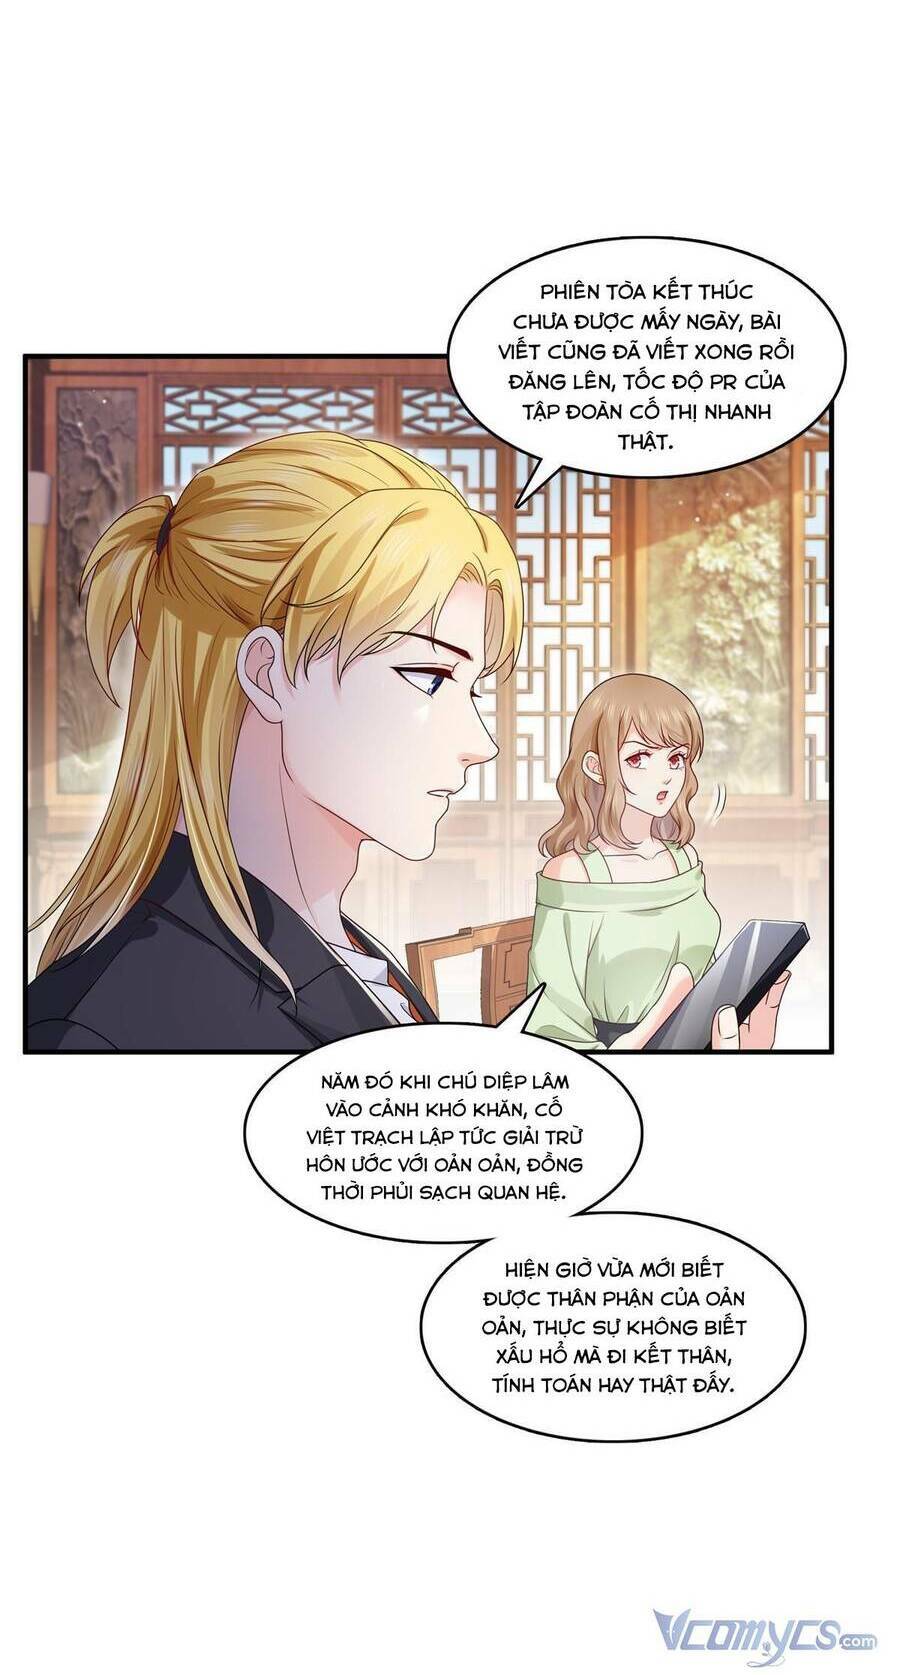 PHIÊN TÒA KẾT THÚC
CHƯA ĐƯỢC MẤY NGÀY, BÀI
VIẾT CŨNG ĐÃ VIẾT XONG RỒI
ĐĂNG LÊN, TỐC ĐỘ PR CỦA
TẬP ĐOÀN CỐ THỊ NHANH
THẬT.
NĂM ĐÓ KHI CHÚ DIỆP LÂM
VÀO CẢNH KHÓ KHĂN, CỐ
VIỆT TRẠCH LẬP TỨC GIẢI TRỪ
HÔN ƯỚC VỚI OẢN OẢN, ĐỒNG
THỜI PHỦI SẠCH QUAN HỆ.
HIỆN GIỜ VỪA MỚI BIẾT
ĐƯỢC THÂN PHẬN CỦA OẢN
OẢN, THỰC SỰ KHÔNG BIẾT
XẤU HỔ MÀ ĐI KẾT THÂN,
TÍNH TOÁN HAY THẬT ĐẤY.
VCOMYCS.com